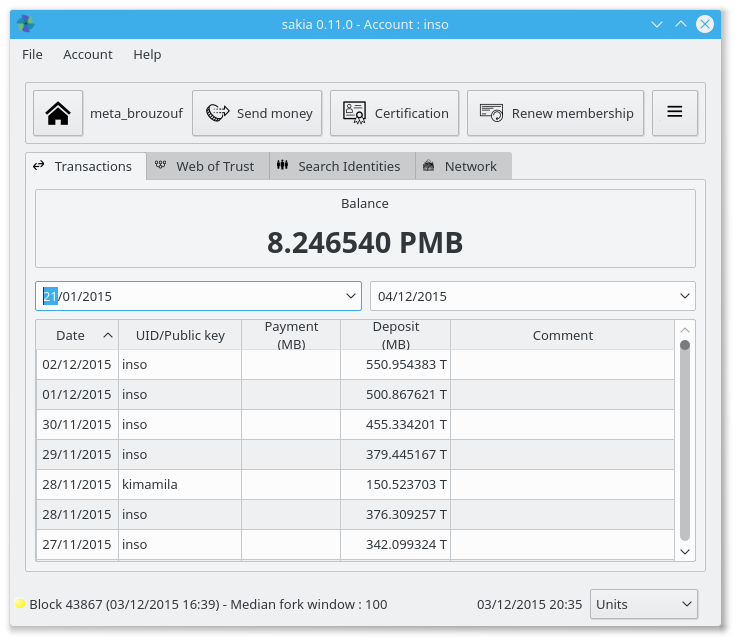 sakia 0.11.0 - Account : inso
File Account Help
meta_brouzouf Send money Certification Renew membership
Transactions Web of Trust Search Identities Network
Balance
8.246540 PMB
21/01/2015 04/12/2015
Date UID/Public key Payment (MB) Deposit (MB) Comment
02/12/2015 inso 550.954383 T
01/12/2015 inso 500.867621 T
30/11/2015 inso 455.334201 T
29/11/2015 inso 379.445167 T
28/11/2015 kimamila 150.523703 T
28/11/2015 inso 376.309257 T
27/11/2015 inso 342.099324 T
Block 43867 (03/12/2015 16:39) - Median fork window : 100 03/12/2015 20:35 Units